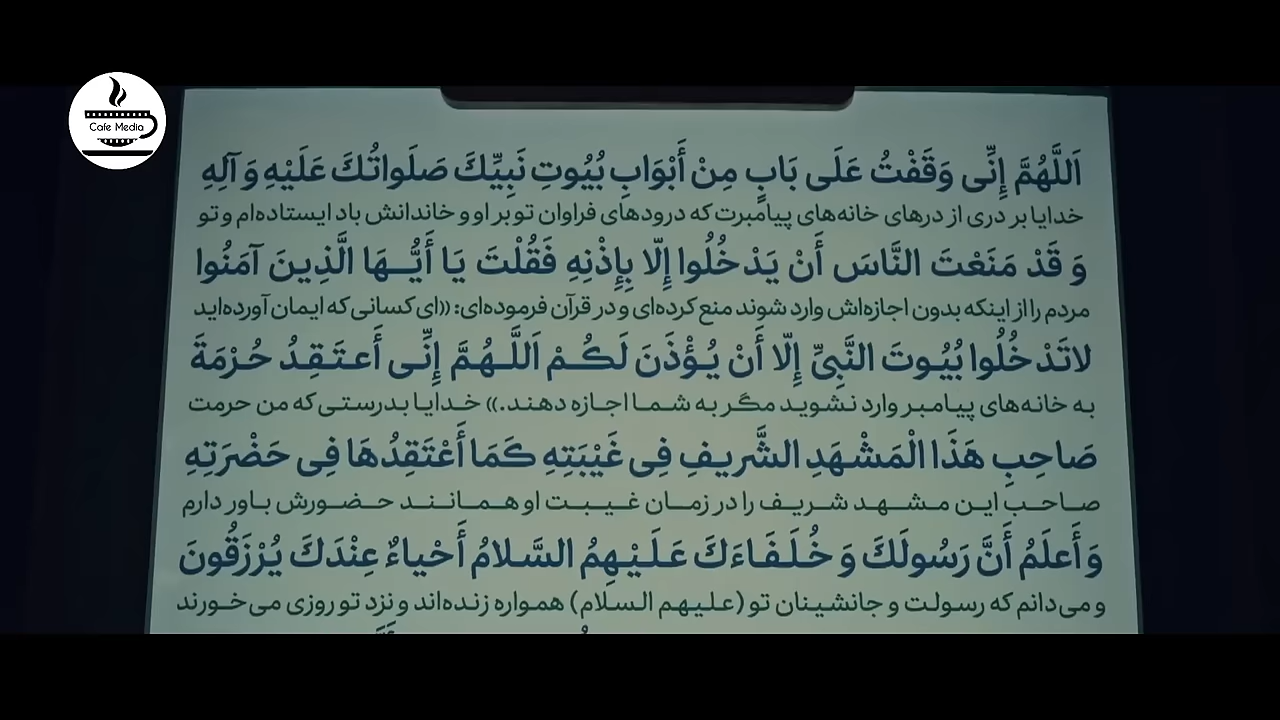 Cafe Media
اَللَّهُمَّ إِنِّی وَقَفْتُ عَلَی بَابٍ مِنْ أَبْوَابِ بُیُوتِ نَبِیِّكَ صَلَواتُكَ عَلَیْهِ وَ آلِهِ
خدایا بر دری از درهای خانه‌های پیامبرت که درودهای فراوان تو بر او و خاندانش باد ایستاده‌ام و تو
وَ قَدْ مَنَعْتَ النَّاسَ أَنْ یَدْخُلُوا إِلّا بِإِذْنِهِ فَقُلْتَ یَا أَیُّهَا الَّذِینَ آمَنُوا
مردم را از اینکه بدون اجازه‌اش وارد شوند منع کرده‌ای و در قرآن فرموده‌ای: ((ای کسانی که ایمان آورده‌اید
لاتَدْخُلُوا بُیُوتَ النَّبِیِّ إِلّا أَنْ یُؤْذَنَ لَکُمْ اَللَّهُمَّ إِنِّی أَعتَقِدُ حُرْمَةَ
به خانه‌های پیامبر وارد نشوید مگر به شما اجازه دهند.)) خدایا بدرستی که من حرمت
صَاحِبِ هَذَا الْمَشْهَدِ الشَّرِیفِ فِی غَیْبَتِهِ کَمَا أَعْتَقِدُهَا فِی حَضْرَتِهِ
صاحب این مشهد شریف را در زمان غیبت او همانند حضورش باور دارم
وَ أَعلَمُ أَنَّ رَسُولَكَ وَ خُلَفَاءَكَ عَلَیْهِمُ السَّلامُ أَحْیاءٌ عِنْدَكَ یُرْزَقُونَ
و می‌دانم که رسولت و جانشینان تو (علیهم السلام) همواره زنده‌اند و نزد تو روزی می‌خورند